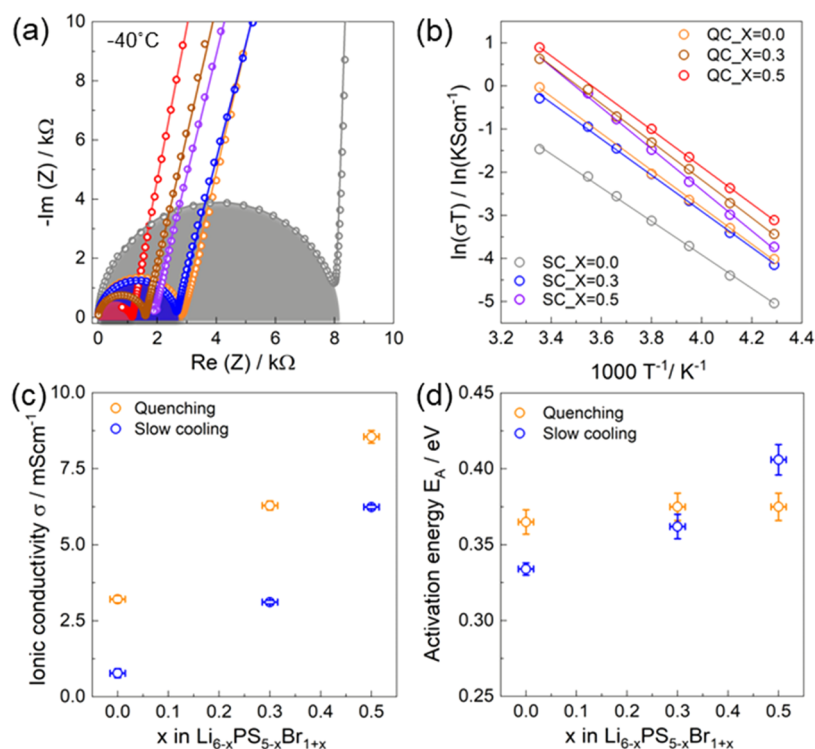 (a)
-40°C
10
8
6
4
2
0
-Im (Z) / kΩ
0 2 4 6 8 10
Re (Z) / kΩ
(b)
QC_X=0.0
QC_X=0.3
QC_X=0.5
SC_X=0.0
SC_X=0.3
SC_X=0.5
1
0
-1
-2
-3
-4
-5
ln(σT) / ln(KScm⁻¹)
3.2 3.4 3.6 3.8 4.0 4.2 4.4
1000 T⁻¹/ K⁻¹
(c)
Quenching
Slow cooling
10.0
7.5
5.0
2.5
0.0
Ionic conductivity σ / mScm⁻¹
0.0 0.1 0.2 0.3 0.4 0.5
x in Li₆₋ₓPS₅₋ₓBr₁₊ₓ
(d)
Quenching
Slow cooling
0.45
0.40
0.35
0.30
0.25
Activation energy E_A / eV
0.0 0.1 0.2 0.3 0.4 0.5
x in Li₆₋ₓPS₅₋ₓBr₁₊ₓ